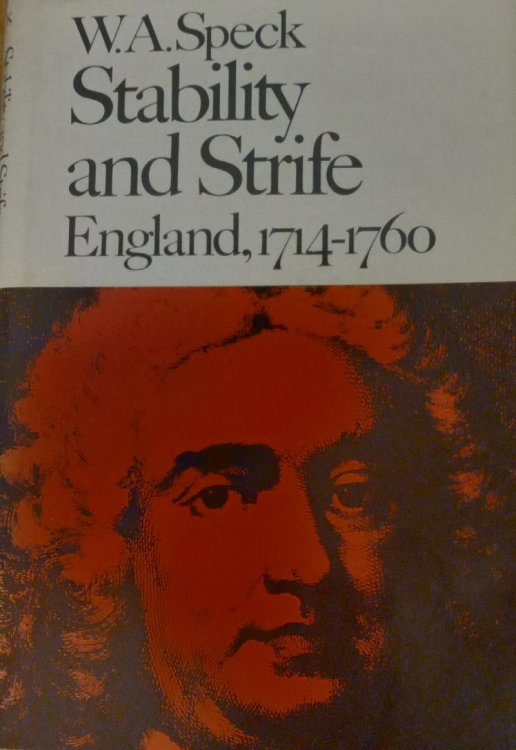 W.A.Speck
Stability
and Strife
England, 1714-1760